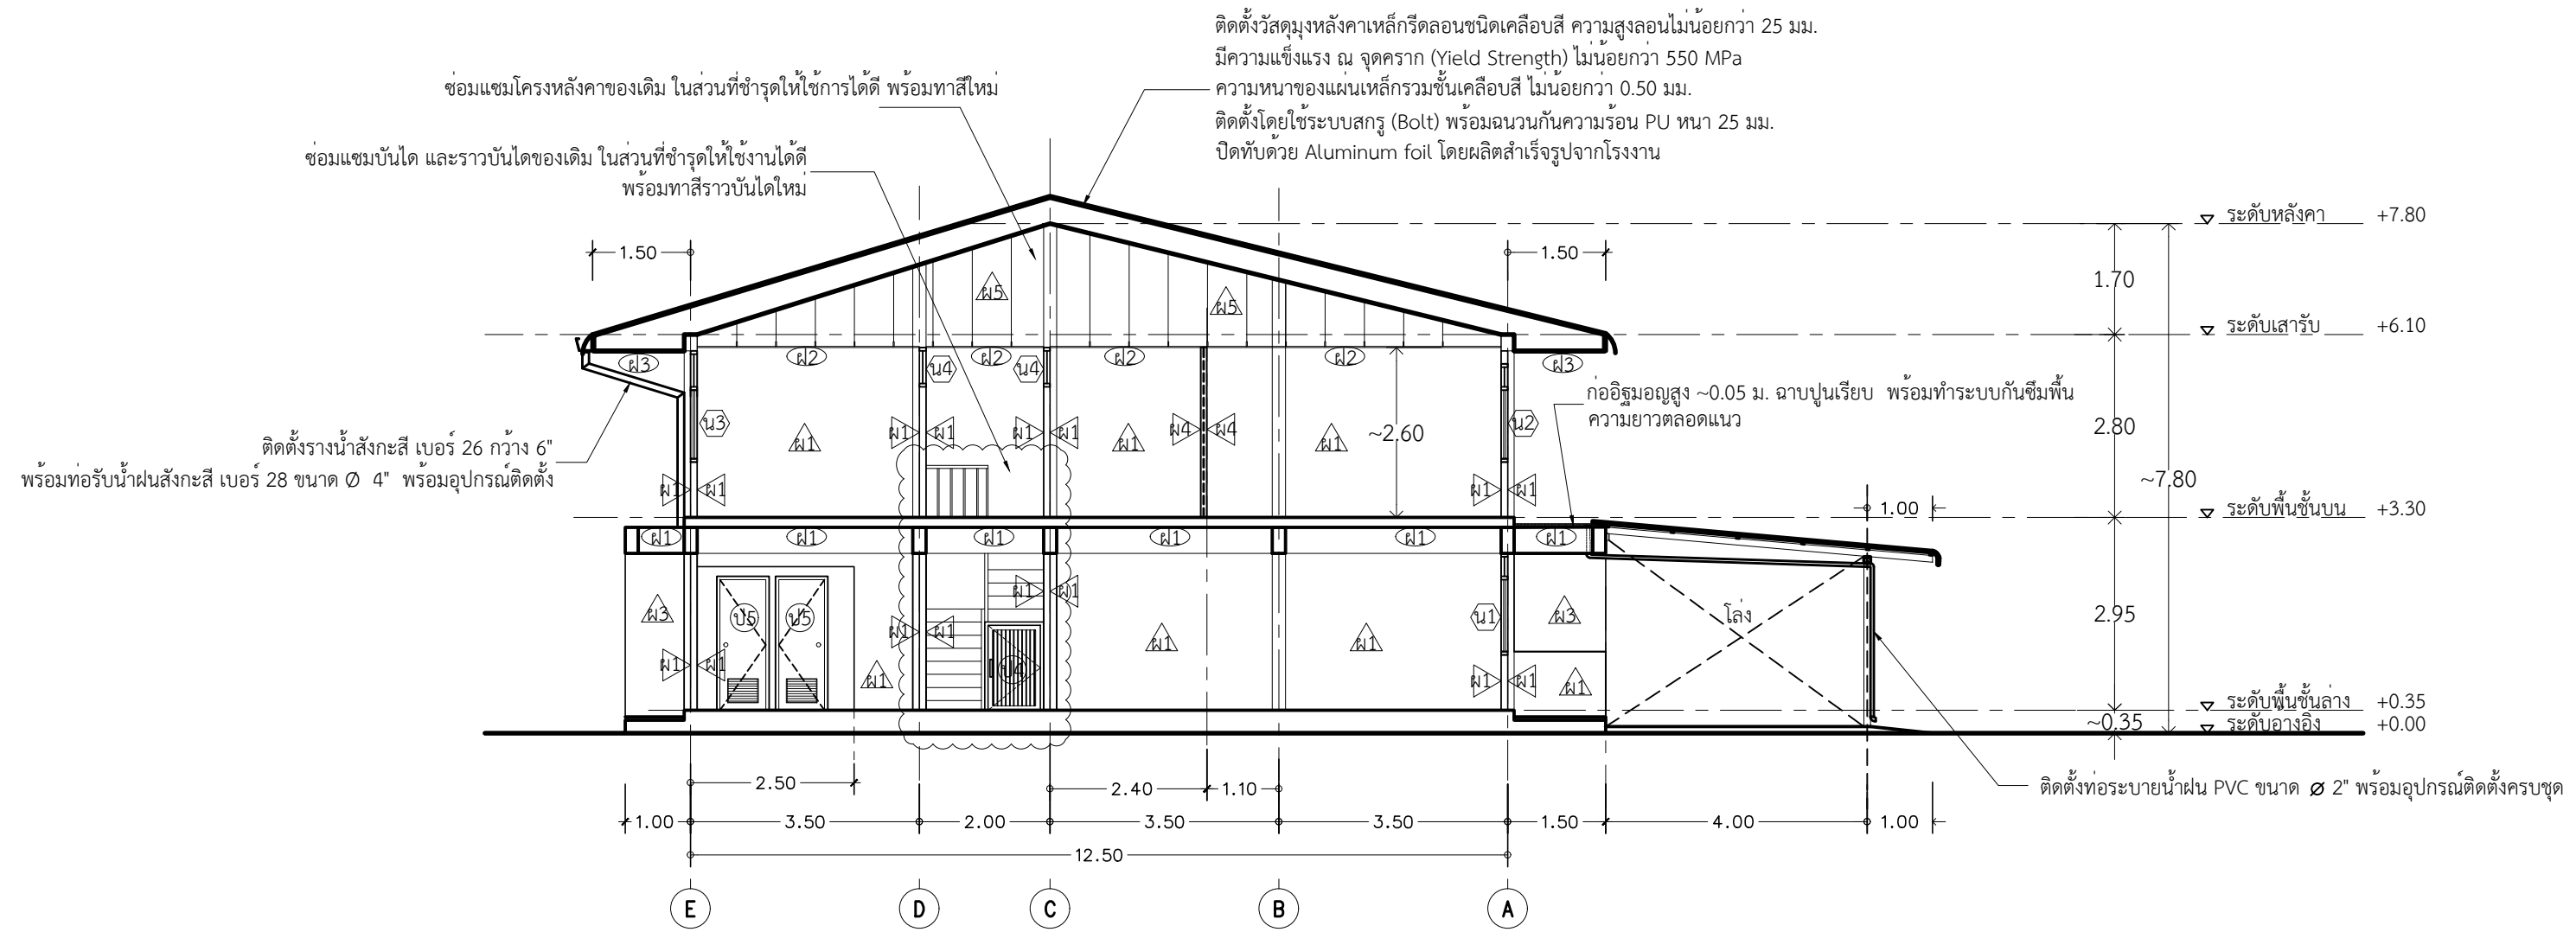 ติดตั้งวัสดุมุงหลังคาเหล็กรีดลอนชนิดเคลือบสี ความสูงลอนไม่น้อยกว่า 25 มม.
มีความแข็งแรง ณ จุดคราก (Yield Strength) ไม่น้อยกว่า 550 MPa
ความหนาของแผ่นเหล็กรวมชั้นเคลือบสี ไม่น้อยกว่า 0.50 มม.
ติดตั้งโดยใช้ระบบสกรู (Bolt) พร้อมฉนวนกันความร้อน PU หนา 25 มม.
ปิดทับด้วย Aluminum foil โดยผลิตสำเร็จรูปจากโรงงาน
ซ่อมแซมโครงหลังคาของเดิม ในส่วนที่ชำรุดให้ใช้การได้ดี พร้อมทาสีใหม่
ซ่อมแซมบันได และราวบันไดของเดิม ในส่วนที่ชำรุดให้ใช้งานได้ดี
พร้อมทาสีราวบันไดใหม่
ระดับหลังคา +7.80
1.50 1.50
1.70
ผ5 ผ5
ระดับเสารับ +6.10
ฝ3 ฝ2 น4 ฝ2 น4 ฝ2 ฝ2 ฝ3
ก่ออิฐมอญสูง ~0.05 ม. ฉาบปูนเรียบ พร้อมทำระบบกันซึมพื้น
ความยาวตลอดแนว
น3 ผ1 ผ1 ผ1 ผ1 ผ1 ผ1 ผ4 ผ4 ผ1 ~2.60 น2 2.80
ติดตั้งรางน้ำสังกะสี เบอร์ 26 กว้าง 6"
พร้อมท่อรับน้ำฝนสังกะสี เบอร์ 28 ขนาด Ø 4" พร้อมอุปกรณ์ติดตั้ง
ผ1 ผ1 ผ1 ผ1 ~7.80
1.00 ระดับพื้นชั้นบน +3.30
ฝ1 ฝ1 ฝ1 ฝ1 ฝ1 ฝ1
ผ1 ผ1
ผ3 ป5 ป5 ผ1 ผ1 ผ1 ผ1 น1 ผ3 โล่ง 2.95
ผ1 ผ1 ผ1 ป4 ผ1 ผ1 ผ1
ระดับพื้นชั้นล่าง +0.35
~0.35 ระดับอ้างอิง +0.00
2.50 2.40 1.10
ติดตั้งท่อระบายน้ำฝน PVC ขนาด ⌀ 2" พร้อมอุปกรณ์ติดตั้งครบชุด
1.00 3.50 2.00 3.50 3.50 1.50 4.00 1.00
12.50
E D C B A